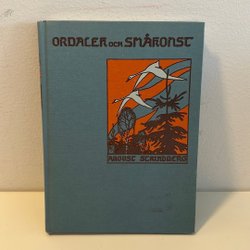 ORDALEK OCH SMÅKONST
AUGUST STRINDBERG